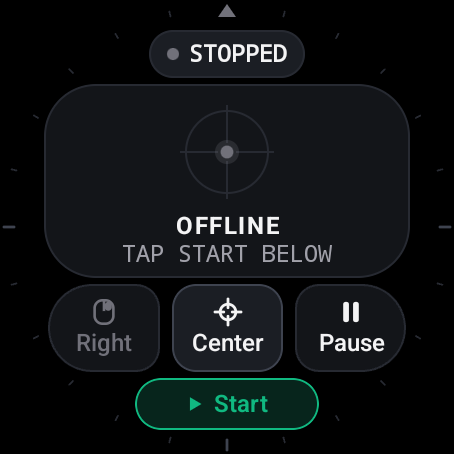 STOPPED
OFFLINE
TAP START BELOW
Right
Center
Pause
Start